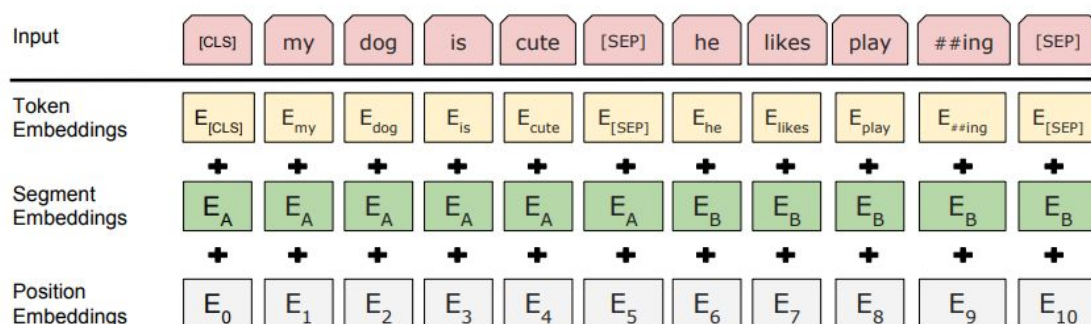 Input [CLS] my dog is cute [SEP] he likes play ##ing [SEP]
Token
Embeddings E[CLS] Emy Edog Eis Ecute E[SEP] Ehe Elikes Eplay E##ing E[SEP]
+ + + + + + + + + + +
Segment
Embeddings EA EA EA EA EA EA EB EB EB EB EB
+ + + + + + + + + + +
Position
Embeddings E0 E1 E2 E3 E4 E5 E6 E7 E8 E9 E10